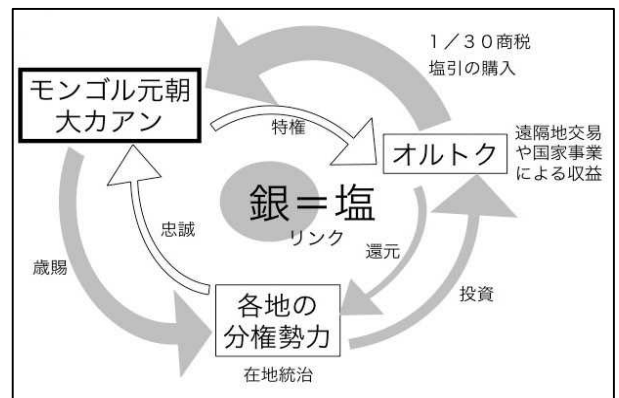 1/30商税
塩引の購入
モンゴル元朝
大カアン
特権
オルトク
遠隔地交易
や国家事業
による収益
銀=塩
リンク
忠誠
還元
歳賜
投資
各地の
分権勢力
在地統治